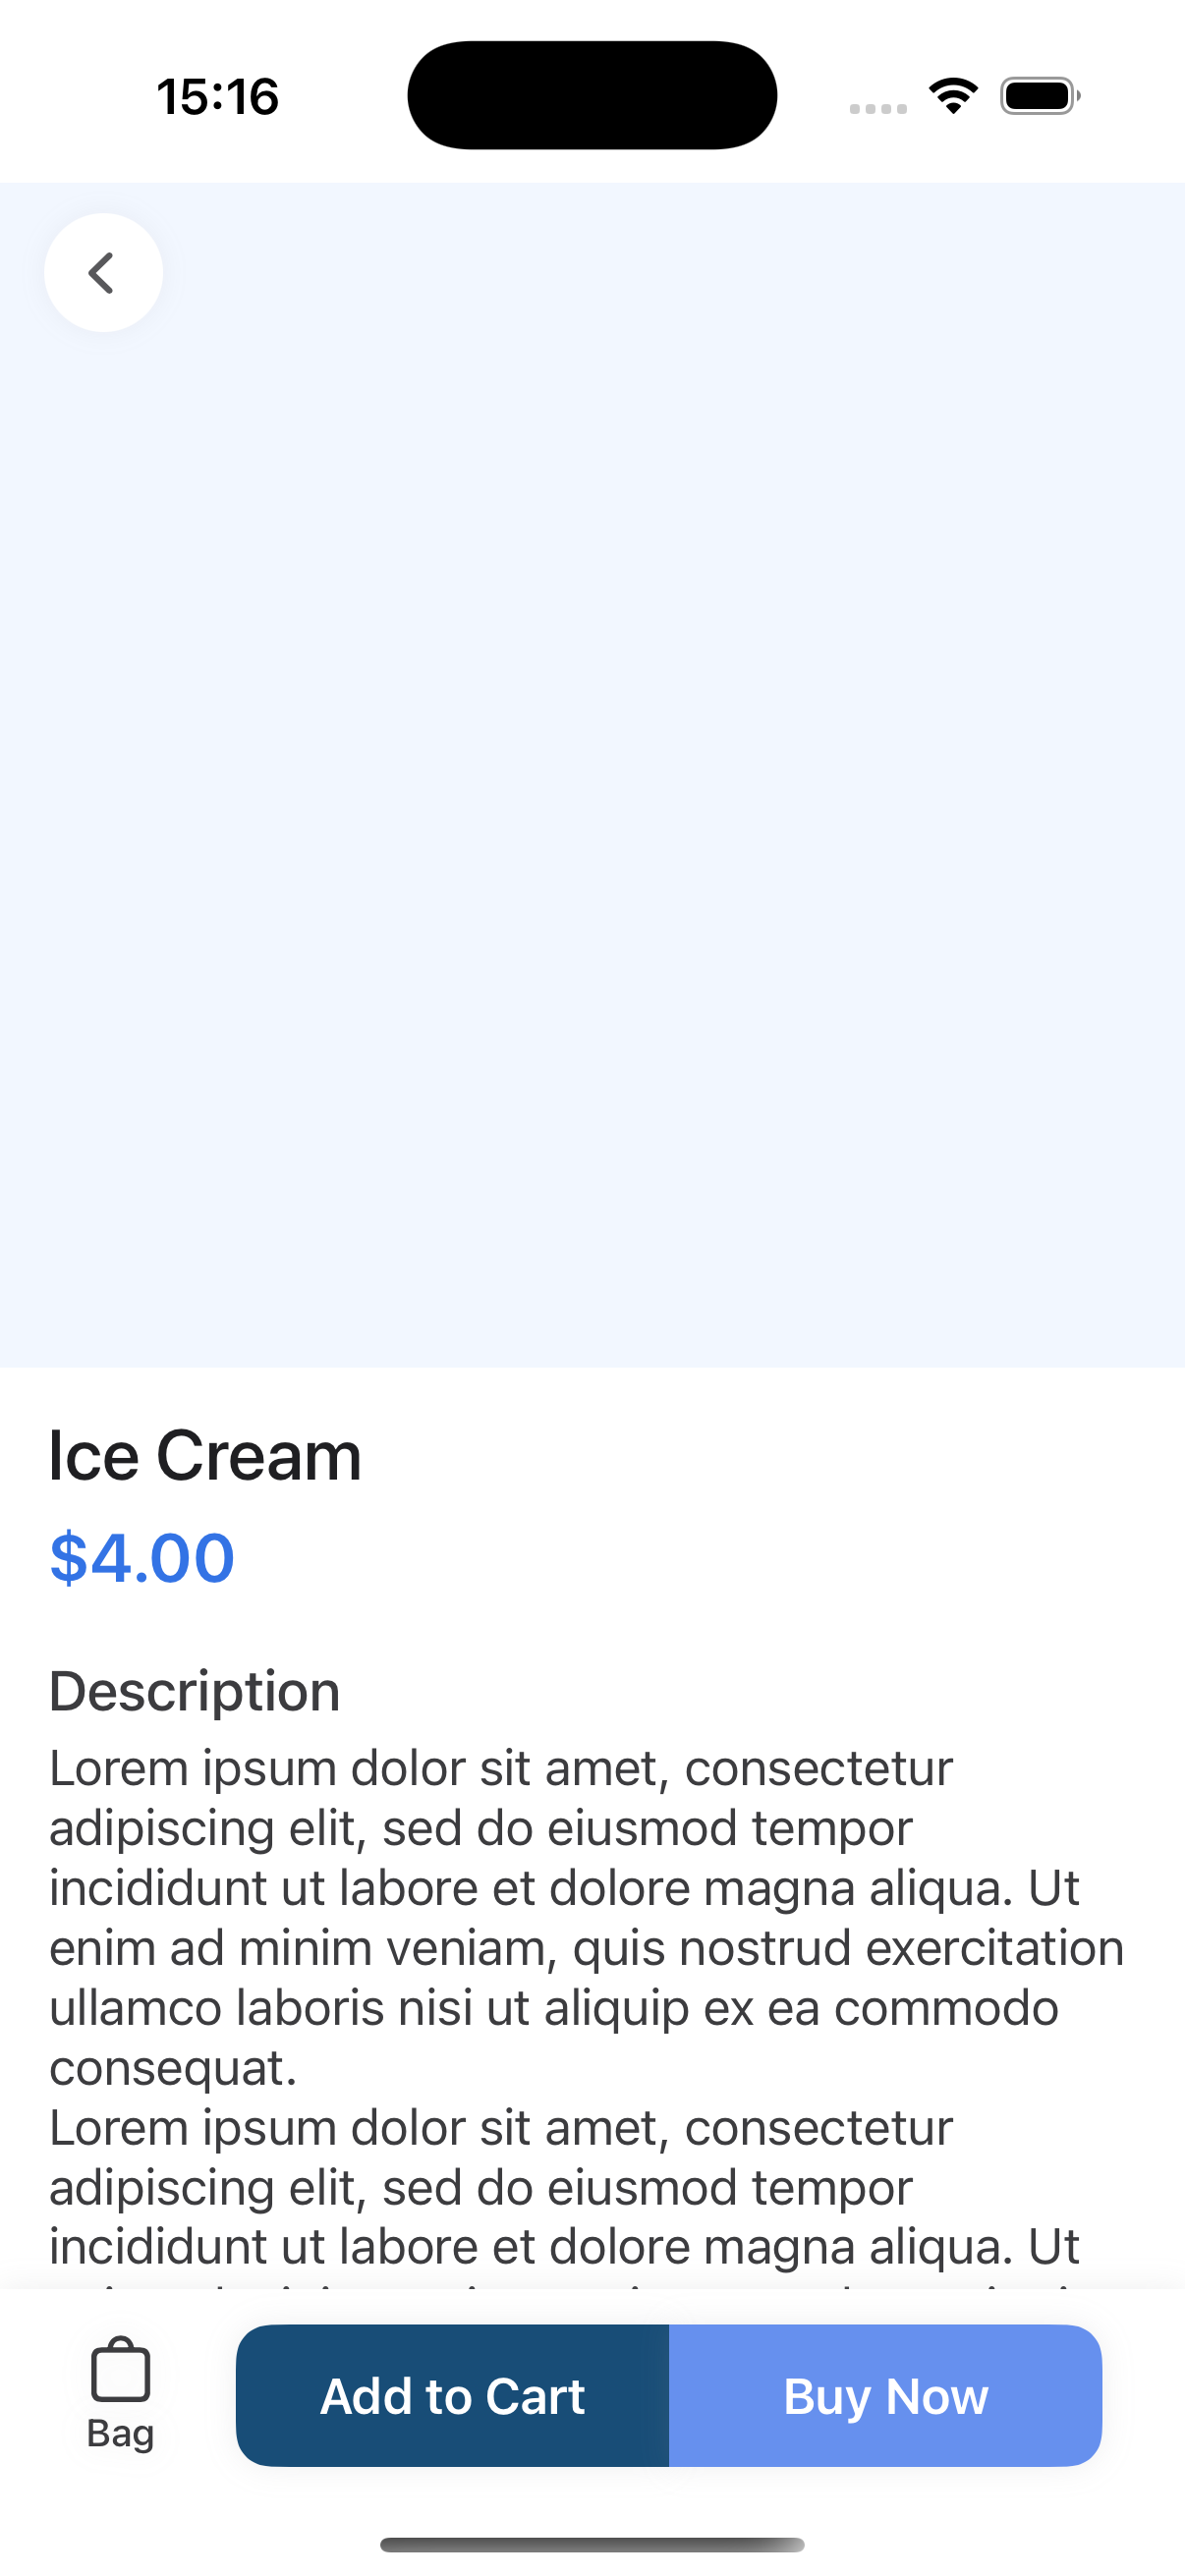 15:16
Ice Cream
$4.00
Description
Lorem ipsum dolor sit amet, consectetur
adipiscing elit, sed do eiusmod tempor
incididunt ut labore et dolore magna aliqua. Ut
enim ad minim veniam, quis nostrud exercitation
ullamco laboris nisi ut aliquip ex ea commodo
consequat.
Lorem ipsum dolor sit amet, consectetur
adipiscing elit, sed do eiusmod tempor
incididunt ut labore et dolore magna aliqua. Ut
Bag
Add to Cart
Buy Now